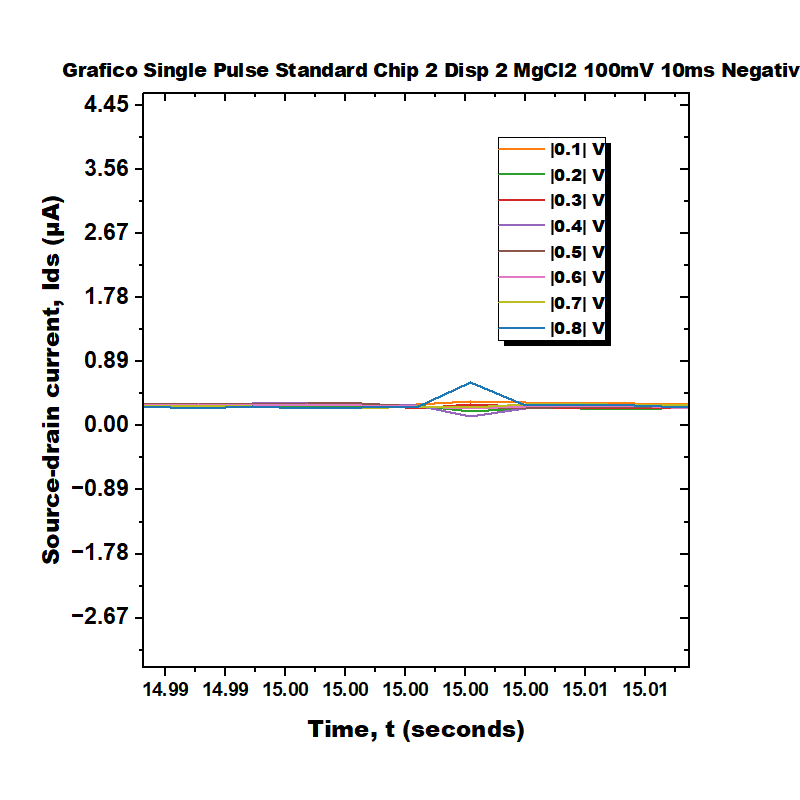 Grafico Single Pulse Standard Chip 2 Disp 2 MgCl2 100mV 10ms Negativ
4.45
3.56
2.67
1.78
0.89
0.00
−0.89
−1.78
−2.67
Source-drain current, Ids (µA)
|0.1| V
|0.2| V
|0.3| V
|0.4| V
|0.5| V
|0.6| V
|0.7| V
|0.8| V
14.99 14.99 15.00 15.00 15.00 15.00 15.00 15.01 15.01
Time, t (seconds)